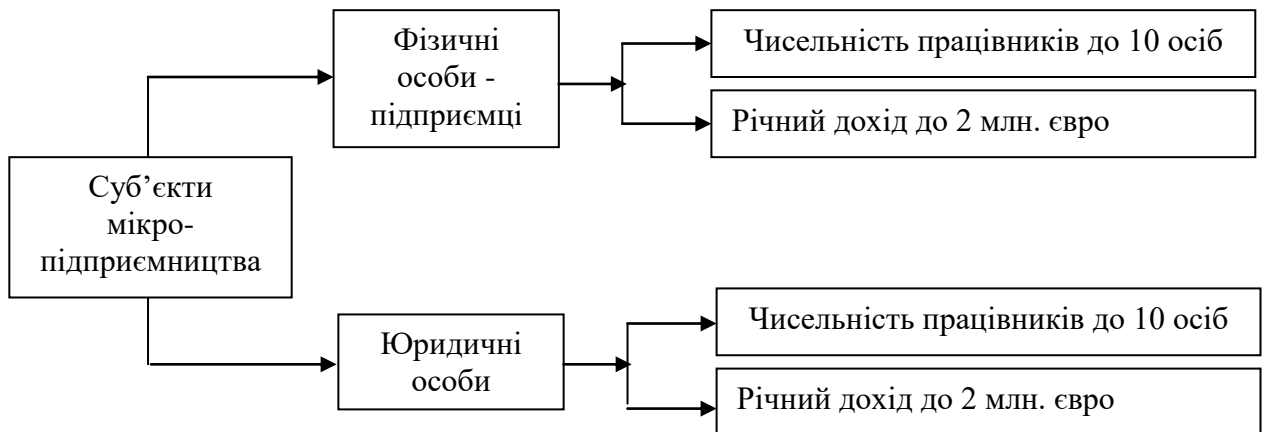 Фізичні
особи -
підприємці
Чисельність працівників до 10 осіб
Річний дохід до 2 млн. євро
Суб’єкти
мікро-
підприємництва
Юридичні
особи
Чисельність працівників до 10 осіб
Річний дохід до 2 млн. євро